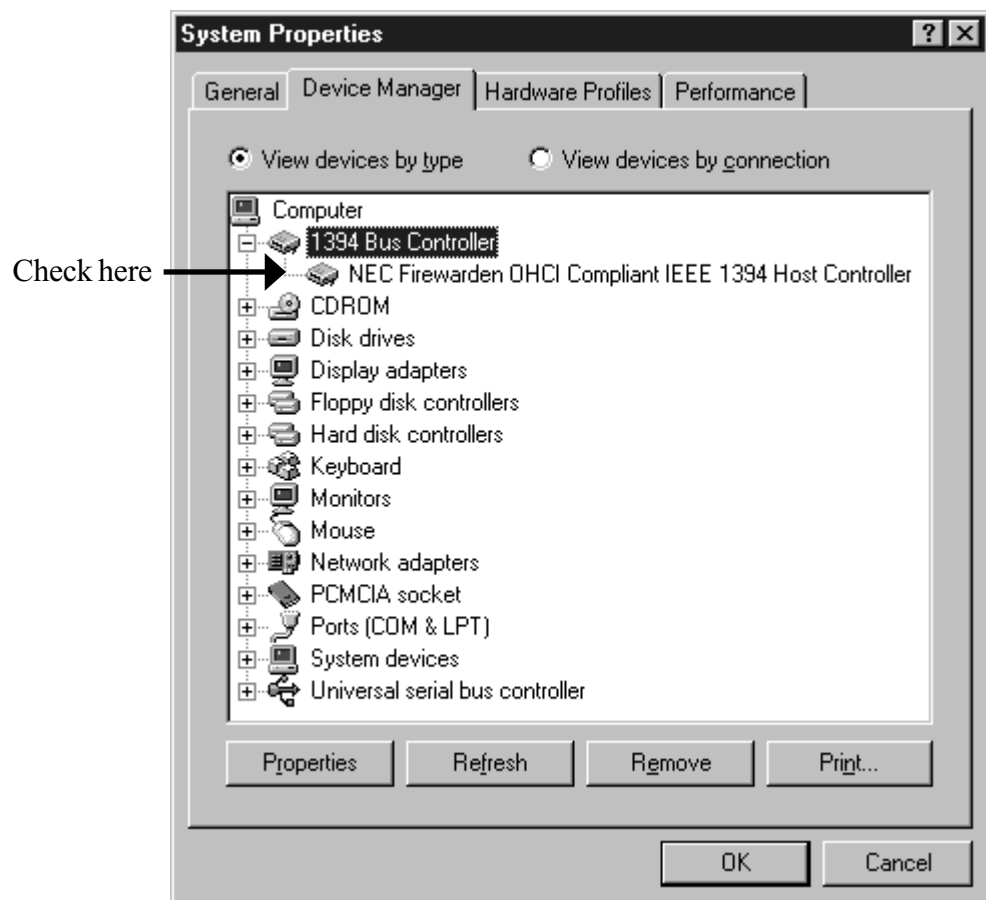 System Properties
General Device Manager Hardware Profiles Performance
View devices by type View devices by connection
Computer
1394 Bus Controller
Check here NEC Firewarden OHCI Compliant IEEE 1394 Host Controller
CDROM
Disk drives
Display adapters
Floppy disk controllers
Hard disk controllers
Keyboard
Monitors
Mouse
Network adapters
PCMCIA socket
Ports (COM & LPT)
System devices
Universal serial bus controller
Properties Refresh Remove Print...
OK Cancel